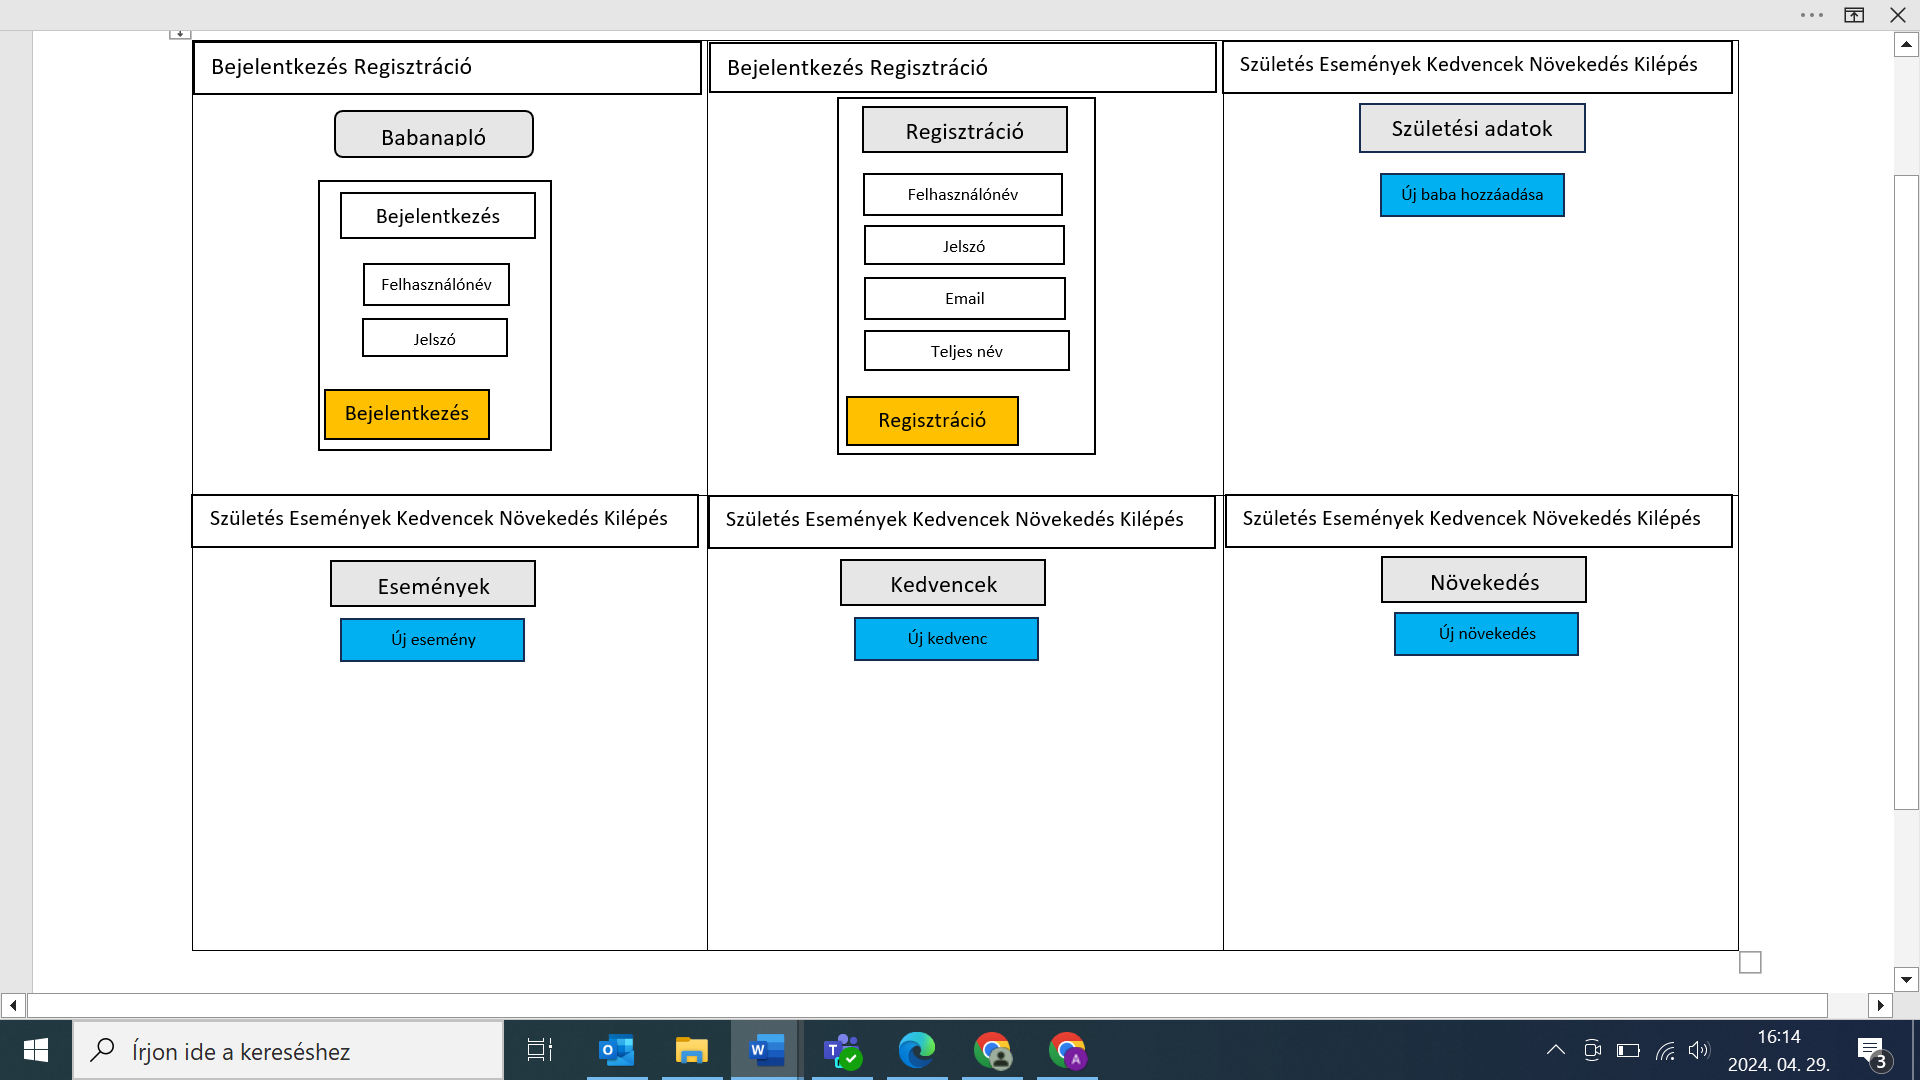 Bejelentkezés Regisztráció
Babanapló
Bejelentkezés
Felhasználónév
Jelszó
Bejelentkezés
Bejelentkezés Regisztráció
Regisztráció
Felhasználónév
Jelszó
Email
Teljes név
Regisztráció
Születés Események Kedvencek Növekedés Kilépés
Születési adatok
Új baba hozzáadása
Születés Események Kedvencek Növekedés Kilépés
Események
Új esemény
Születés Események Kedvencek Növekedés Kilépés
Kedvencek
Új kedvenc
Születés Események Kedvencek Növekedés Kilépés
Növekedés
Új növekedés
Írjon ide a kereséshez
16:14
2024. 04. 29.
3